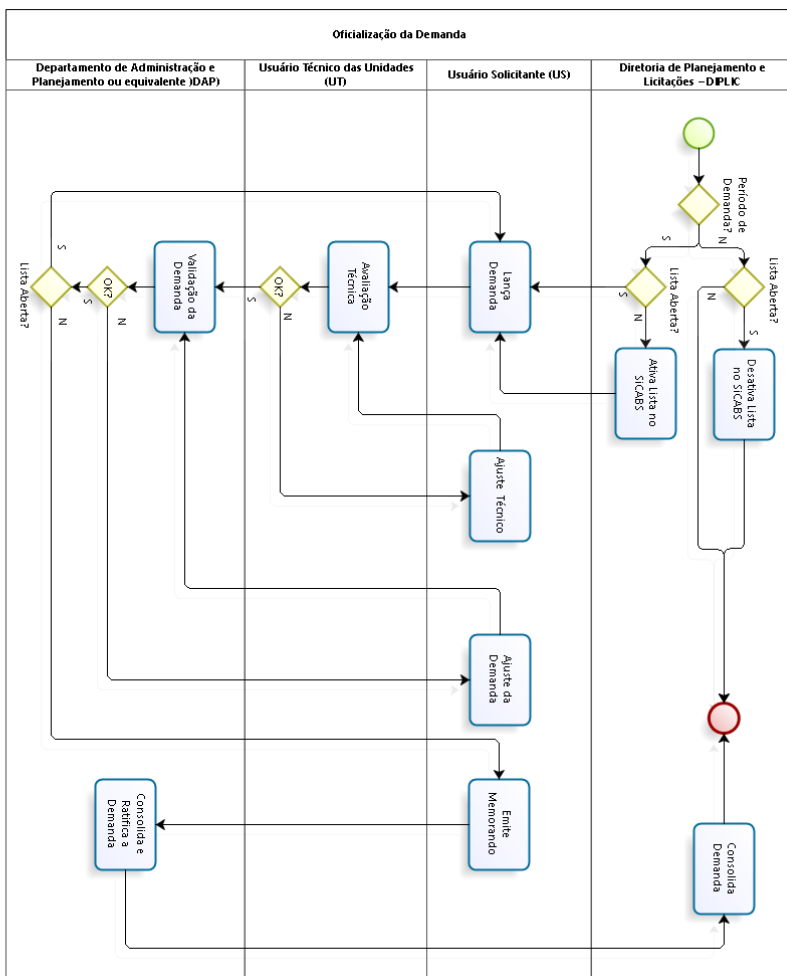 Oficialização da Demanda
Departamento de Administração e
Planejamento ou equivalente )DAP)
Usuário Técnico das Unidades
(UT)
Usuário Solicitante (US)
Diretoria de Planejamento e
Licitações – DIPLIC
Período de
Demanda?
N
S
Lista Aberta?
N
S
Desativa Lista
no SiCABS
Lista Aberta?
S
N
Ativa Lista no
SiCABS
Lança
Demanda
Avaliação
Técnica
OK?
N
S
Ajuste Técnico
Validação da
Demanda
OK?
N
S
Ajuste da
Demanda
Lista Aberta?
S
N
Emite
Memorando
Consolida e
Ratifica a
Demanda
Consolida
Demanda